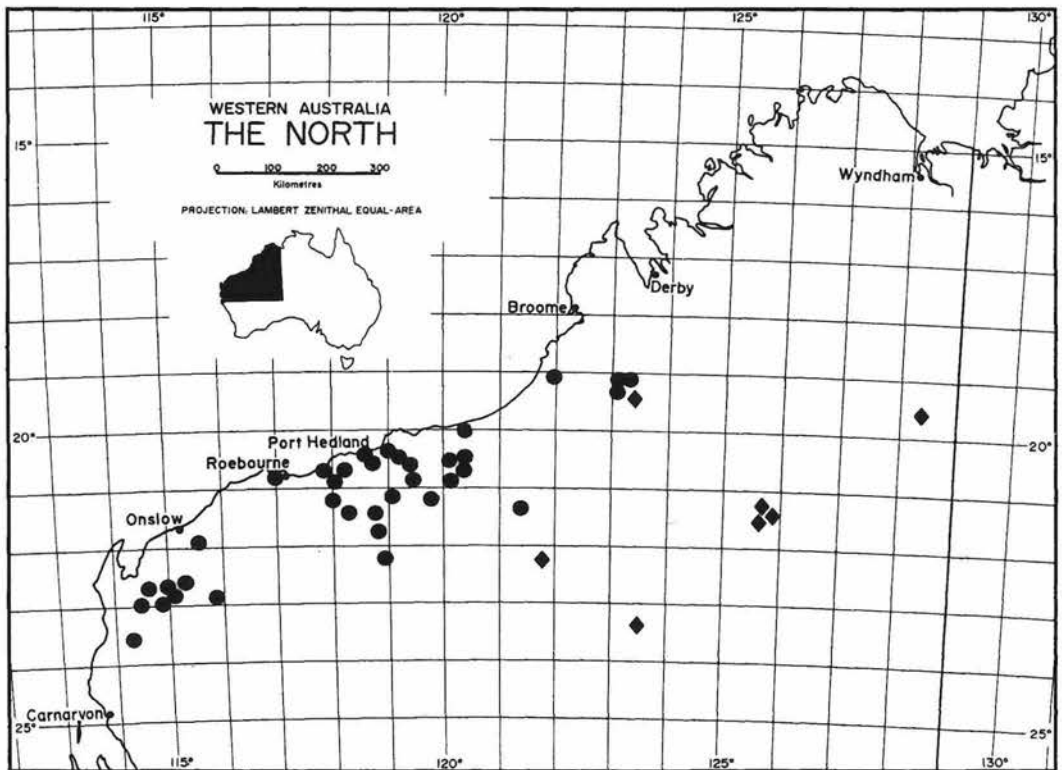 115°
120°
125°
130°
WESTERN AUSTRALIA
THE NORTH
0 100 200 300
Kilometres
PROJECTION: LAMBERT ZENITHAL EQUAL-AREA
15°
15°
Wyndham
Derby
Broome
20°
20°
Port Hedland
Roebourne
Onslow
Carnarvon
25°
25°
115°
120°
125°
130°